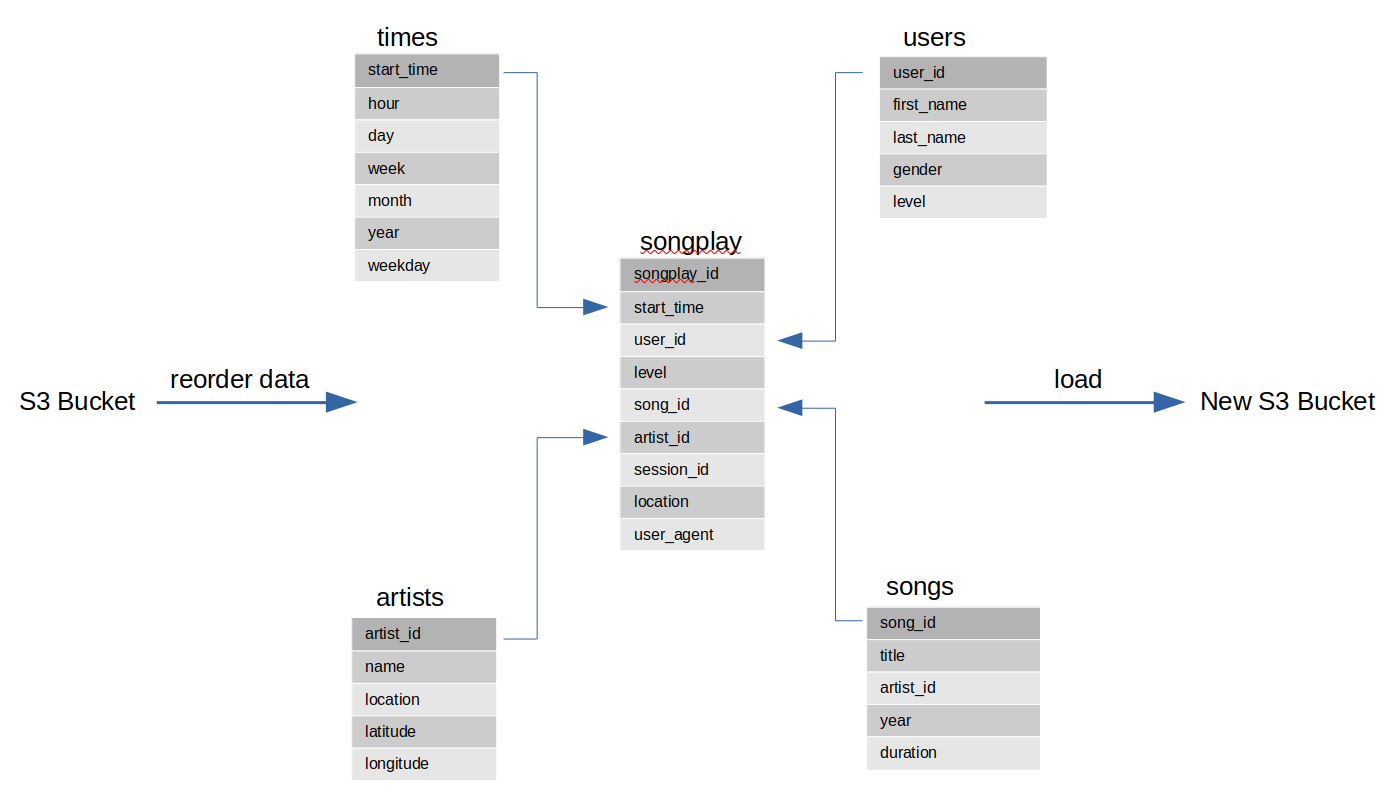 times
start_time
hour
day
week
month
year
weekday
users
user_id
first_name
last_name
gender
level
songplay
songplay_id
start_time
user_id
level
song_id
artist_id
session_id
location
user_agent
S3 Bucket
reorder data
load
New S3 Bucket
artists
artist_id
name
location
latitude
longitude
songs
song_id
title
artist_id
year
duration